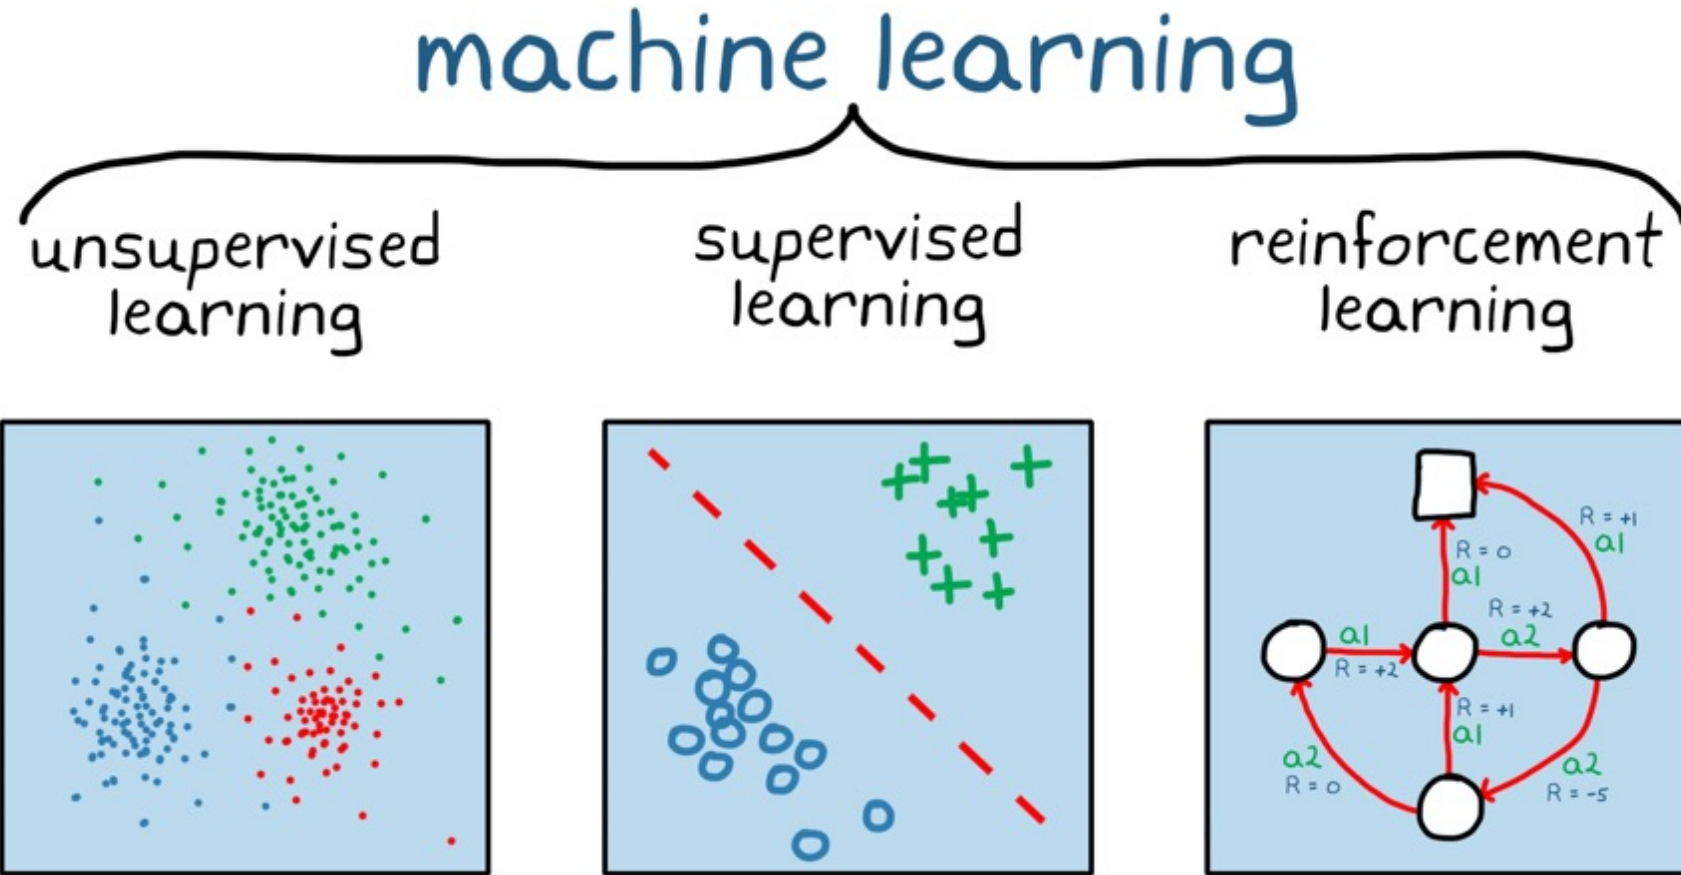 machine learning
unsupervised
learning
supervised
learning
reinforcement
learning
R = +1
a1
R = 0
a1
R = +2
a1
a2
R = +2
R = +1
a1
a2
R = 0
a2
R = -5